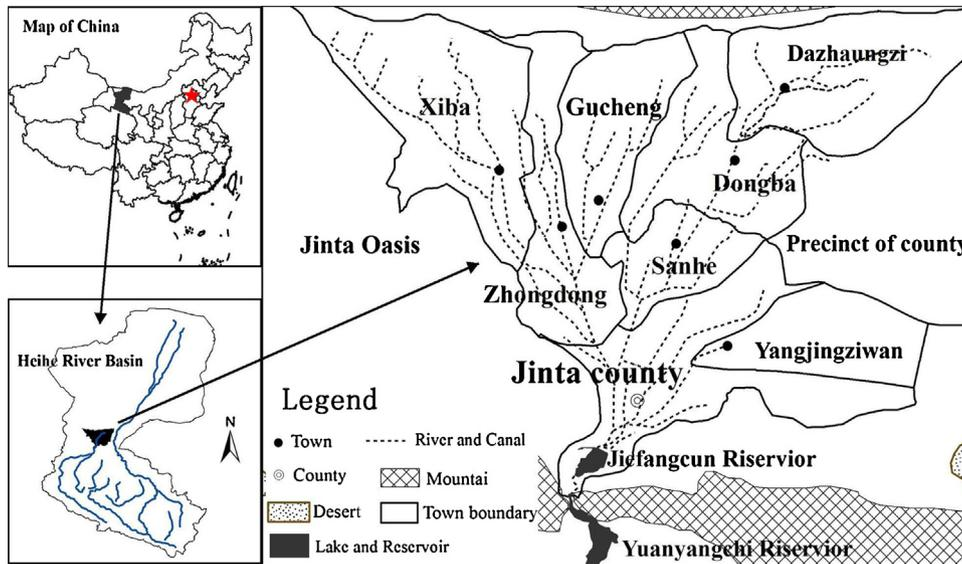 Map of China
Heihe River Basin
N
Dazhaungzi
Xiba
Gucheng
Dongba
Jinta Oasis
Precinct of county
Sanhe
Zhongdong
Yangjingziwan
Jinta county
Legend
Town
River and Canal
County
Mountai
Desert
Town boundary
Lake and Reservoir
Jiefangcun Riservior
Yuanyangchi Riservior